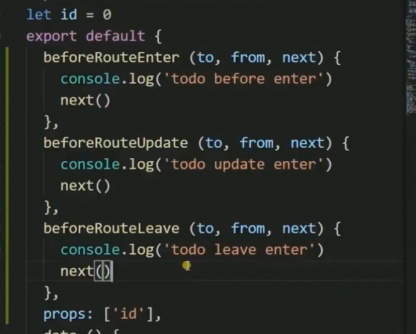 let id = 0
export default {
  beforeRouteEnter (to, from, next) {
    console.log('todo before enter')
    next()
  },
  beforeRouteUpdate (to, from, next) {
    console.log('todo update enter')
    next()
  },
  beforeRouteLeave (to, from, next) {
    console.log('todo leave enter')
    next()
  },
  props: ['id'],
  data () {